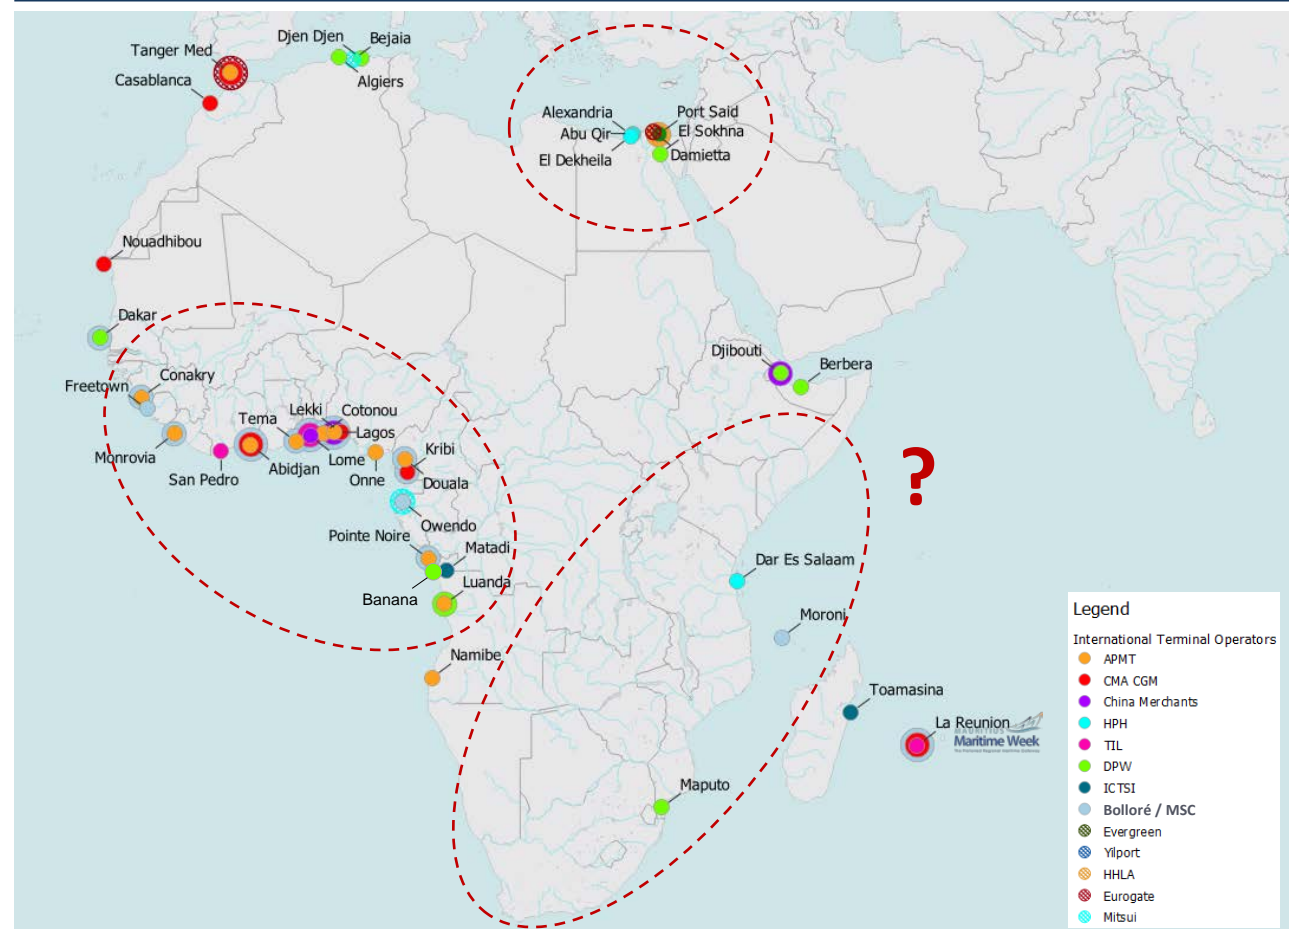 Djen Djen
Bejaia
Tanger Med
Algiers
Casablanca
Alexandria
Port Said
Abu Qir
El Sokhna
El Dekheila
Damietta
Nouadhibou
Dakar
Djibouti
Berbera
Freetown
Conakry
Tema
Lekki
Cotonou
Lagos
Monrovia
San Pedro
Abidjan
Lome
Onne
Kribi
Douala
Owendo
Pointe Noire
Matadi
Banana
Luanda
Namibe
?
Dar Es Salaam
Moroni
Toamasina
La Reunion
MAURITIUS
Maritime Week
Maputo
Legend
International Terminal Operators
APMT
CMA CGM
China Merchants
HPH
TIL
DPW
ICTSI
Bolloré / MSC
Evergreen
Yilport
HHLA
Eurogate
Mitsui